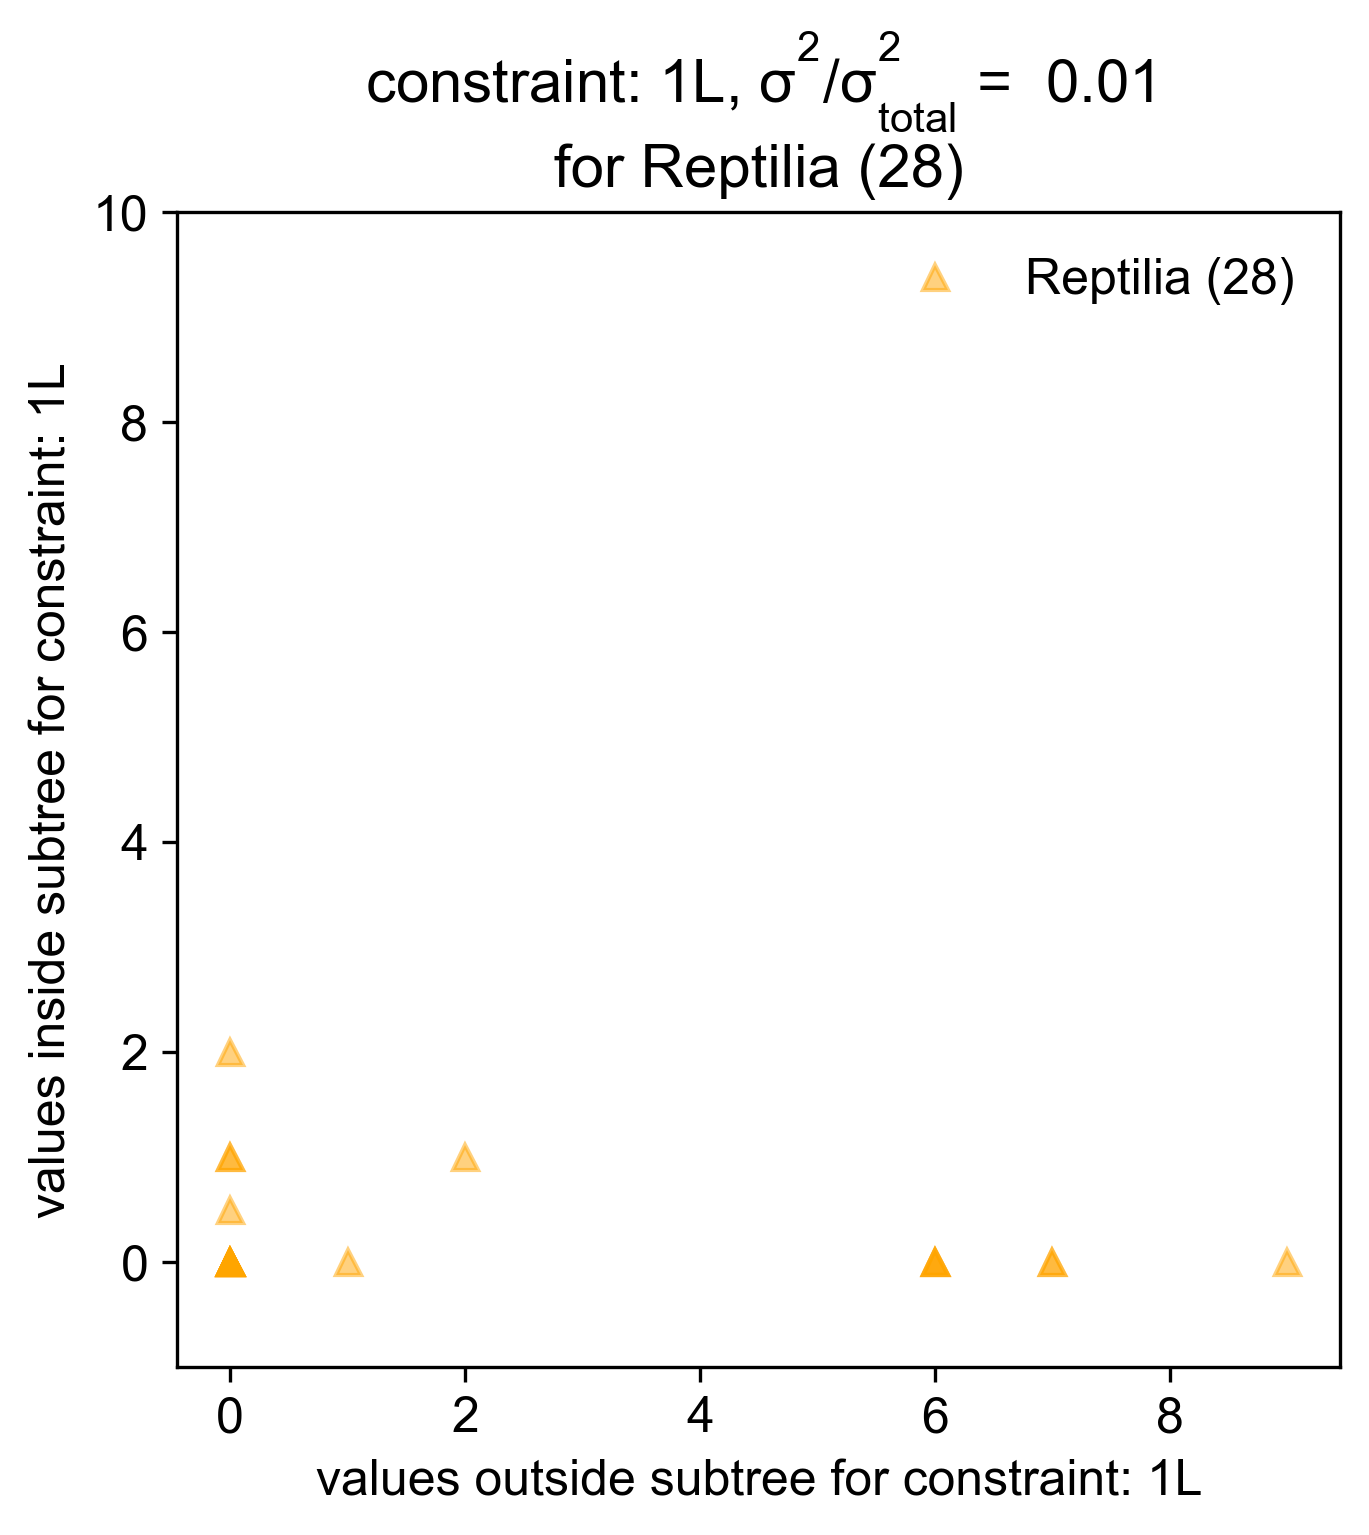 constraint: 1L, σ²/σ²total = 0.01
for Reptilia (28)
10
Reptilia (28)
8
6
4
2
0
values inside subtree for constraint: 1L
0 2 4 6 8
values outside subtree for constraint: 1L